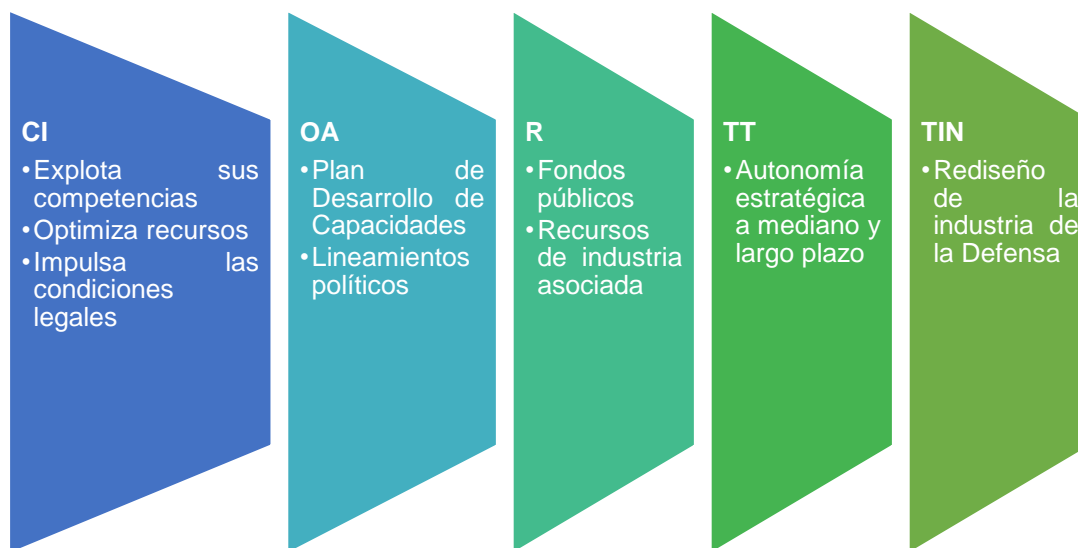 CI
•Explota sus
competencias
•Optimiza recursos
•Impulsa las
condiciones
legales
OA
•Plan de
Desarrollo de
Capacidades
•Lineamientos
políticos
R
•Fondos
públicos
•Recursos
de industria
asociada
TT
•Autonomía
estratégica
a mediano y
largo plazo
TIN
•Rediseño
de la
industria de
la Defensa